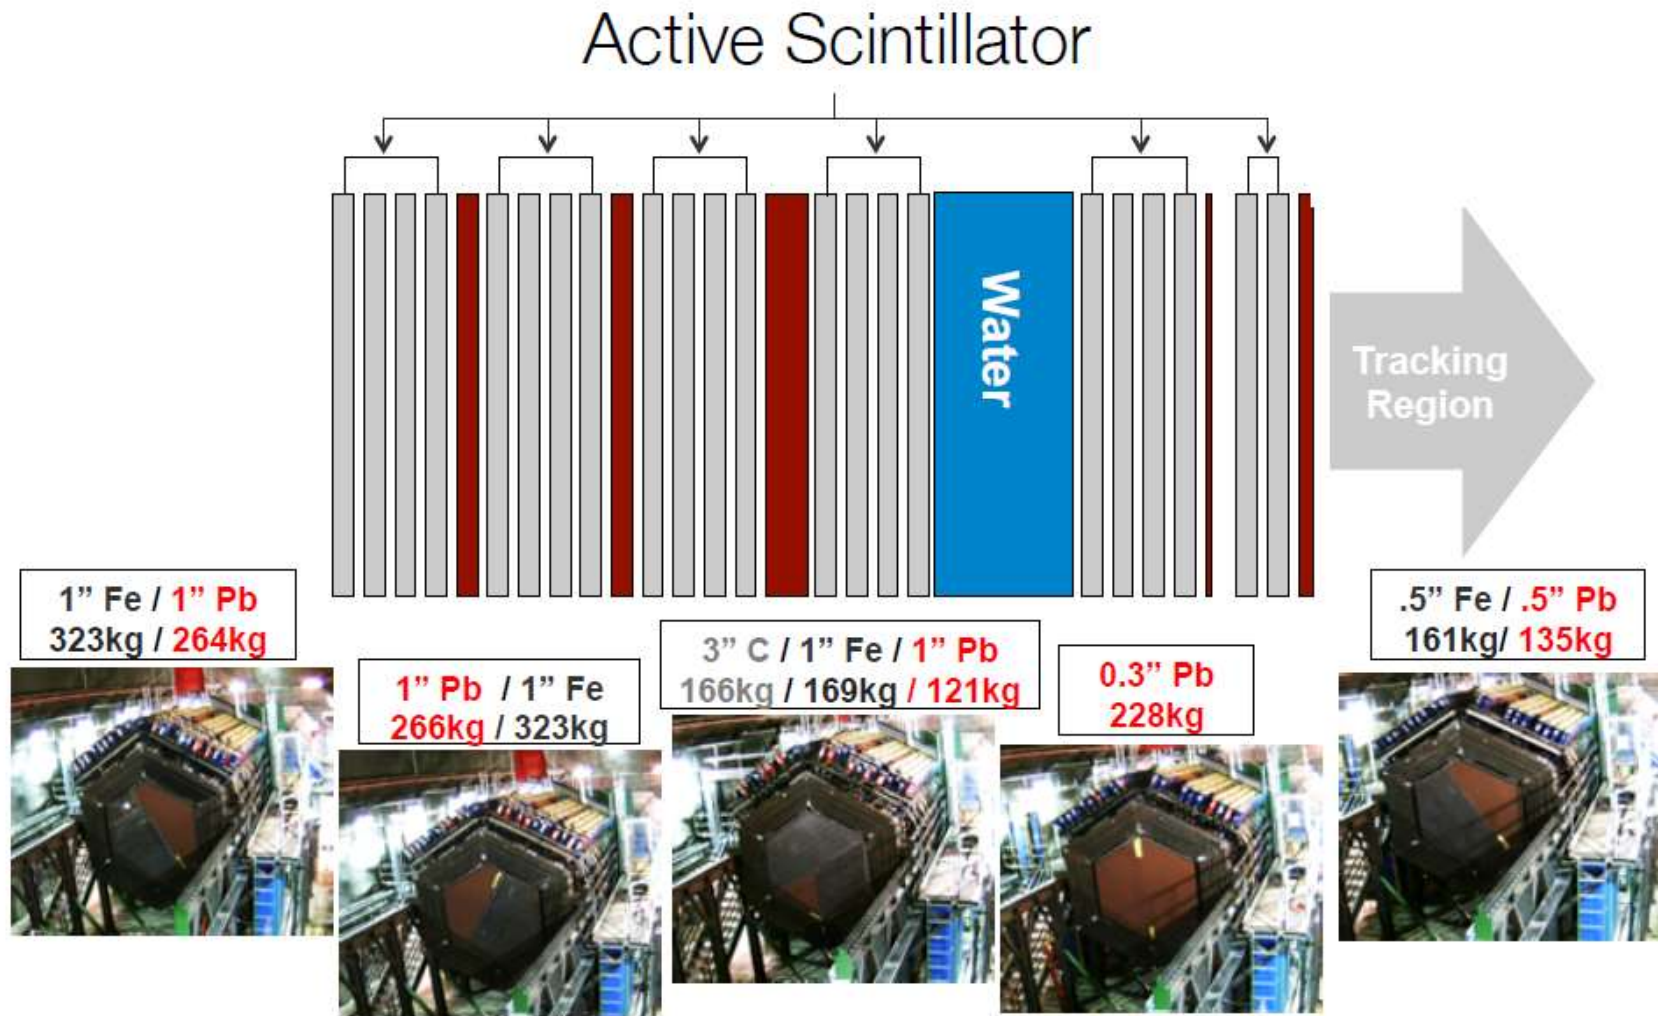 Active Scintillator
Water
Tracking
Region
1” Fe / 1” Pb
323kg / 264kg
1” Pb / 1” Fe
266kg / 323kg
3” C / 1” Fe / 1” Pb
166kg / 169kg / 121kg
0.3” Pb
228kg
.5” Fe / .5” Pb
161kg/ 135kg